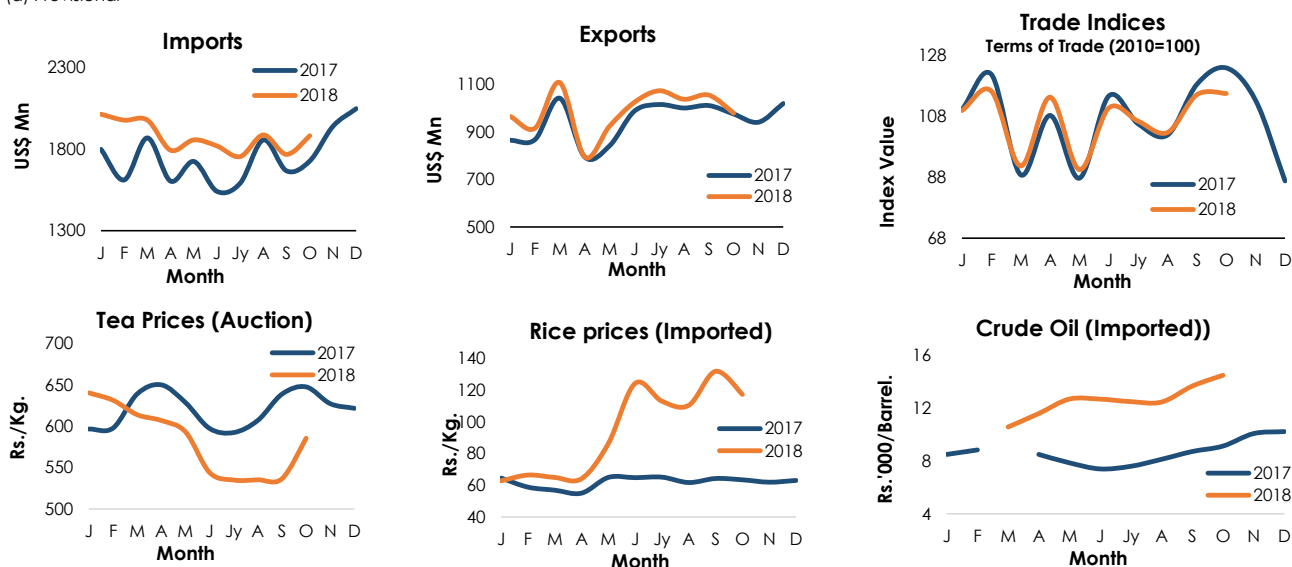 Imports
US$ Mn
2300
1800
1300
2017
2018
J F M A M J Jy A S O N D
Month
Exports
US$ Mn
1100
900
700
500
2017
2018
J F M A M J Jy A S O N D
Month
Trade Indices
Terms of Trade (2010=100)
Index Value
128
108
88
68
2017
2018
J F M A M J Jy A S O N D
Month
Tea Prices (Auction)
Rs./Kg.
700
650
600
550
500
2017
2018
J F M A M J Jy A S O N D
Month
Rice prices (Imported)
Rs./Kg.
140
120
100
80
60
40
2017
2018
J F M A M J Jy A S O N D
Month
Crude Oil (Imported))
Rs.'000/Barrel.
16
12
8
4
2017
2018
J F M A M J Jy A S O N D
Month